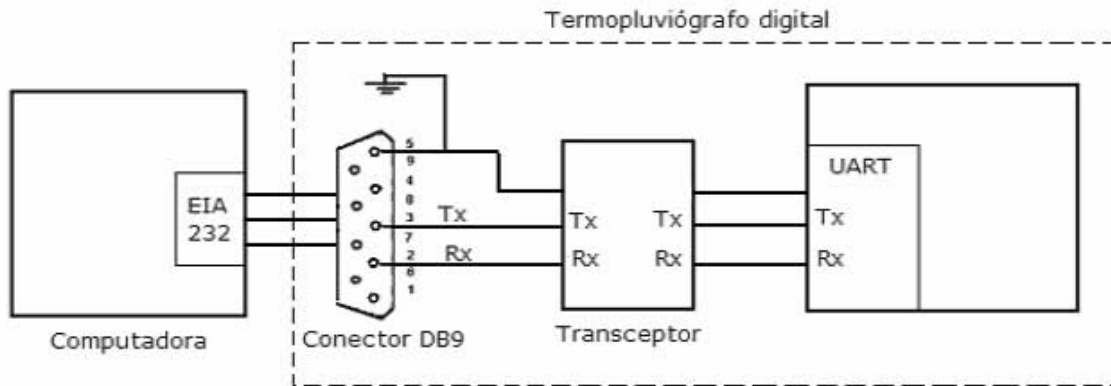 Termopluviógrafo digital
EIA
232
Computadora
5
9
4
8
3
7
2
6
1
Tx
Rx
Conector DB9
Tx
Tx
Rx
Rx
Transceptor
UART
Tx
Rx